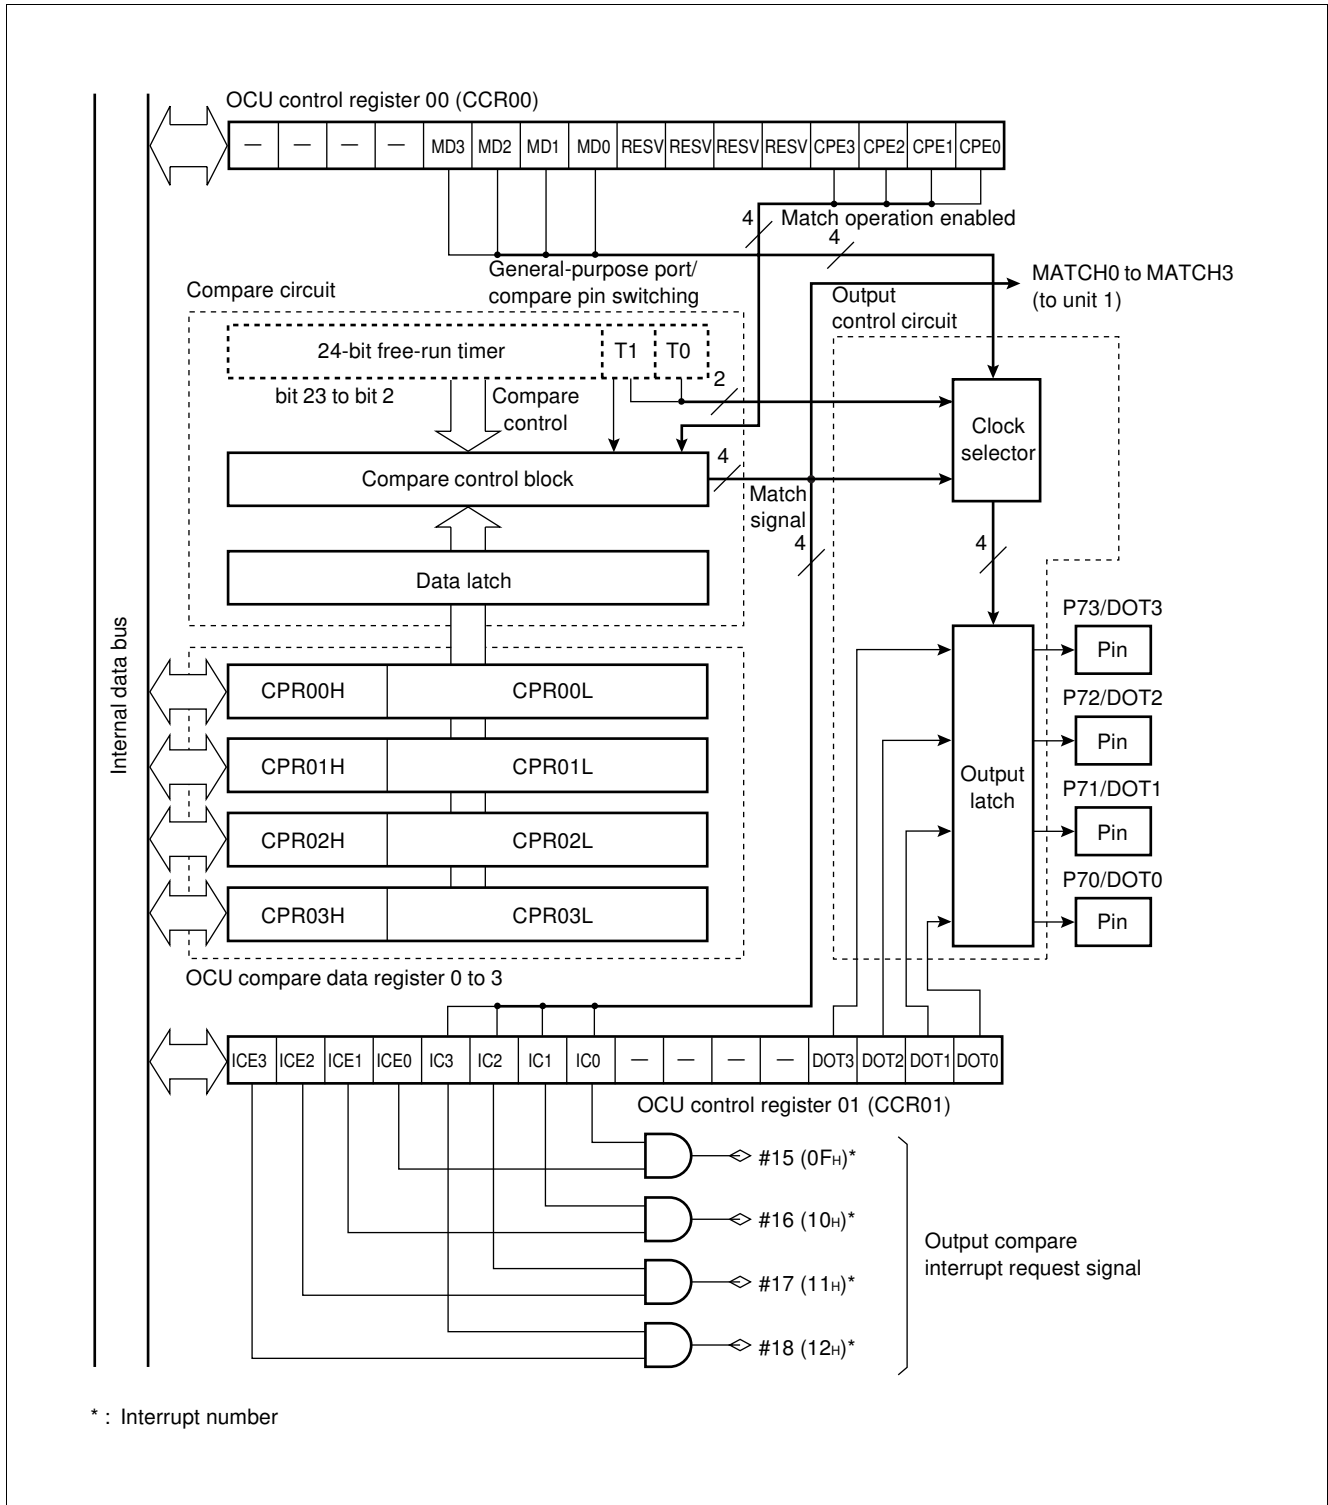 OCU control register 00 (CCR00)
— — — — MD3 MD2 MD1 MD0 RESV RESV RESV RESV CPE3 CPE2 CPE1 CPE0
4
Match operation enabled
4
General-purpose port/
compare pin switching
MATCH0 to MATCH3
(to unit 1)
Compare circuit
Output
control circuit
24-bit free-run timer T1 T0
bit 23 to bit 2
Compare
control
2
Clock
selector
Compare control block
4
Match
signal
4
4
Data latch
Internal data bus
CPR00H CPR00L
CPR01H CPR01L
CPR02H CPR02L
CPR03H CPR03L
OCU compare data register 0 to 3
Output
latch
P73/DOT3
Pin
P72/DOT2
Pin
P71/DOT1
Pin
P70/DOT0
Pin
ICE3 ICE2 ICE1 ICE0 IC3 IC2 IC1 IC0 — — — — DOT3 DOT2 DOT1 DOT0
OCU control register 01 (CCR01)
#15 (0FH)*
#16 (10H)*
#17 (11H)*
#18 (12H)*
Output compare
interrupt request signal
* : Interrupt number